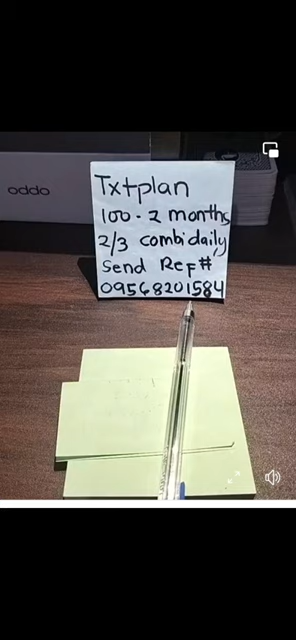 oddo
Txtplan
100 - 2 months
2/3 combi daily
Send Ref#
09568201584